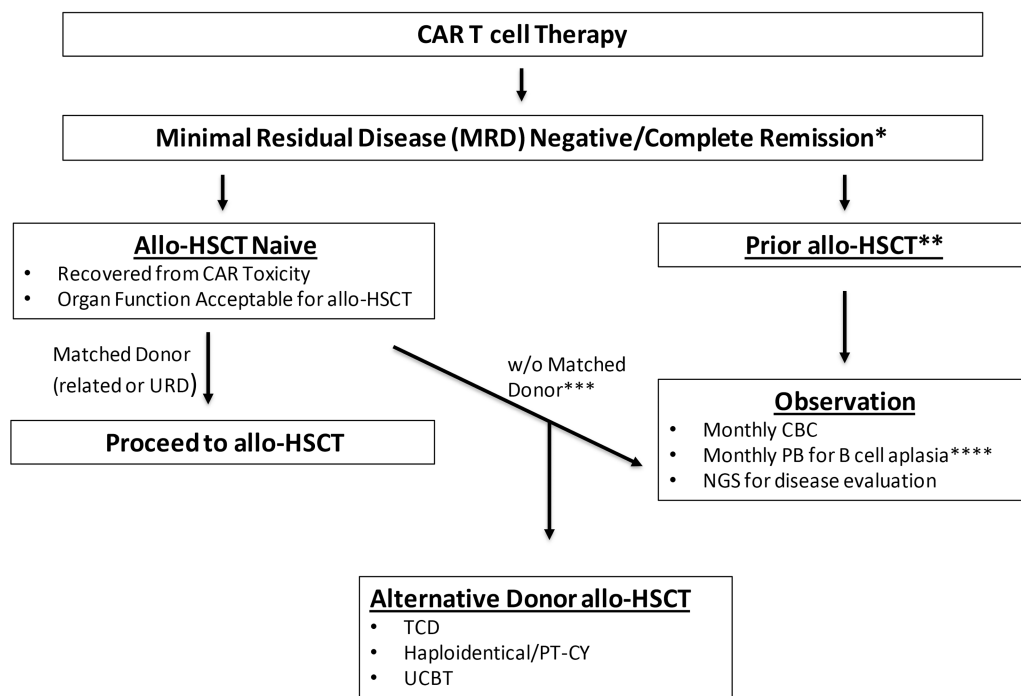 CAR T cell Therapy
Minimal Residual Disease (MRD) Negative/Complete Remission*
Allo-HSCT Naive
• Recovered from CAR Toxicity
• Organ Function Acceptable for allo-HSCT
Prior allo-HSCT**
Matched Donor
(related or URD)
w/o Matched
Donor***
Proceed to allo-HSCT
Observation
• Monthly CBC
• Monthly PB for B cell aplasia****
• NGS for disease evaluation
Alternative Donor allo-HSCT
• TCD
• Haploidentical/PT-CY
• UCBT